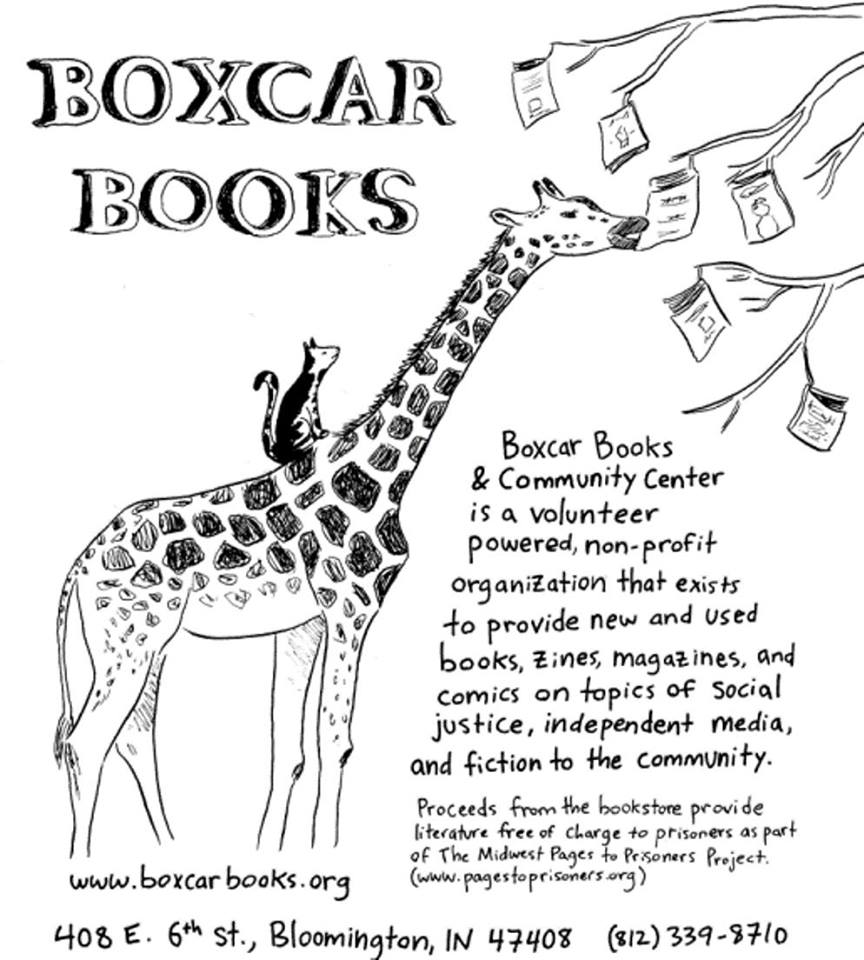 BOXCAR
BOOKS
Boxcar Books
& Community Center
is a volunteer
powered, non-profit
organization that exists
to provide new and used
books, zines, magazines, and
comics on topics of social
justice, independent media,
and fiction to the community.
Proceeds from the bookstore provide
literature free of charge to prisoners as part
of The Midwest Pages to Prisoners Project.
(www.pagestoprisoners.org)
www.boxcarbooks.org
408 E. 6th St., Bloomington, IN 47408 (812) 339-8710